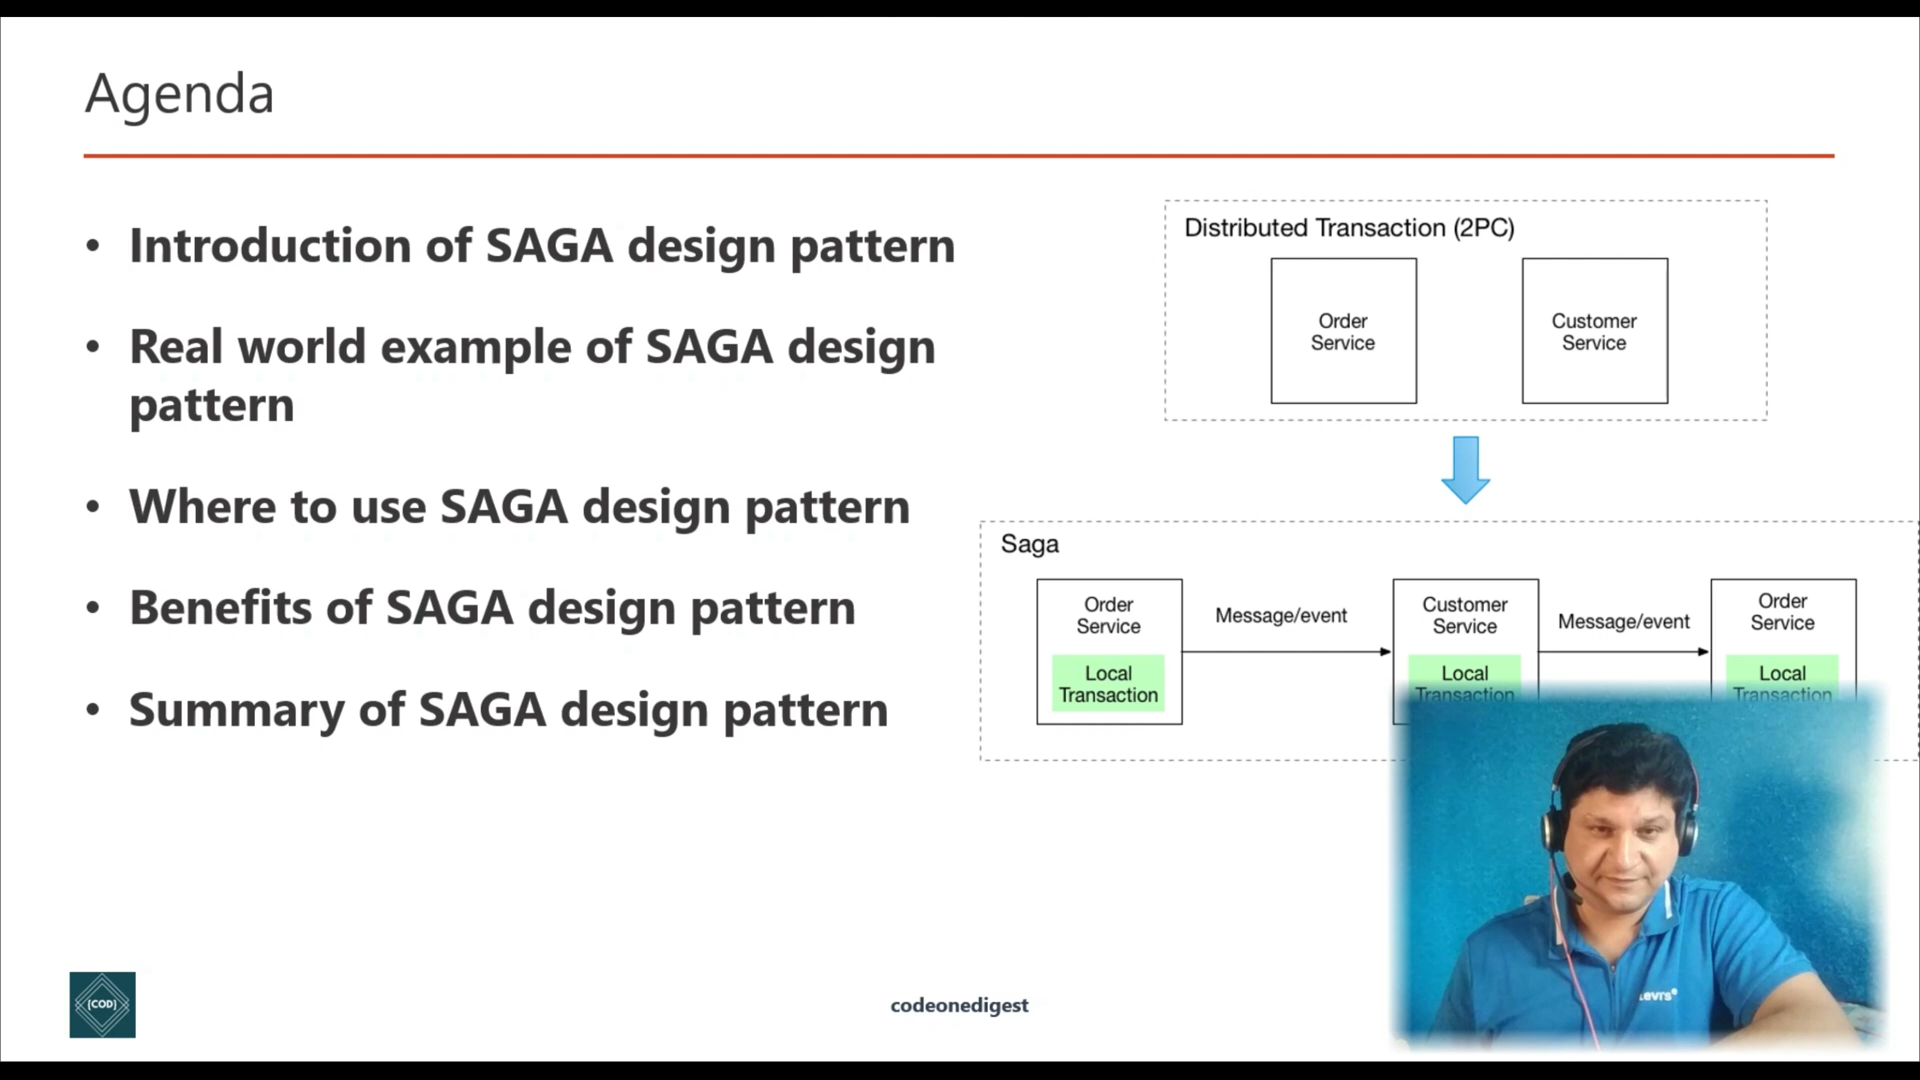 Agenda
• Introduction of SAGA design pattern
• Real world example of SAGA design
pattern
• Where to use SAGA design pattern
• Benefits of SAGA design pattern
• Summary of SAGA design pattern
Distributed Transaction (2PC)
Order
Service
Customer
Service
Saga
Order
Service
Local
Transaction
Message/event
Customer
Service
Local
Transaction
Message/event
Order
Service
Local
Transaction
{COD}
codeonedigest